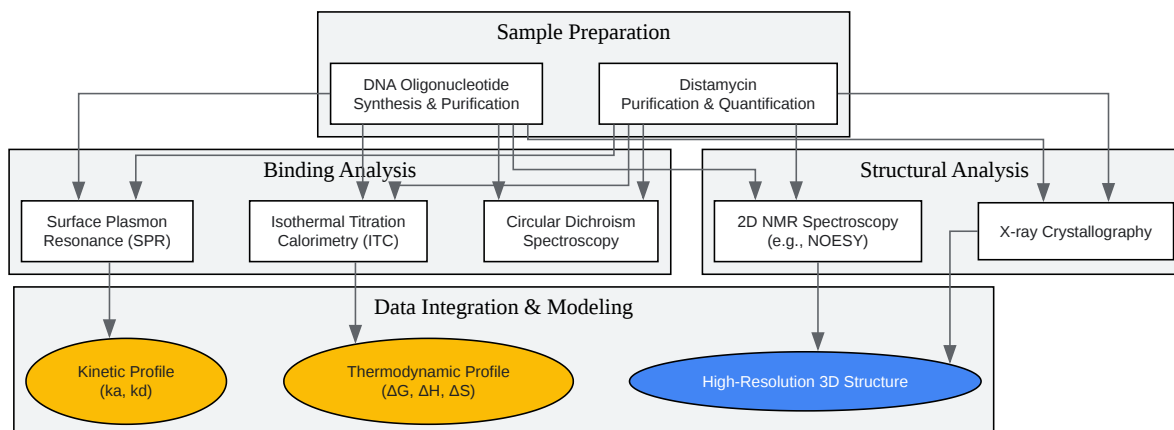 Sample Preparation
DNA Oligonucleotide
Synthesis & Purification
Distamycin
Purification & Quantification
Binding Analysis
Structural Analysis
Surface Plasmon
Resonance (SPR)
Isothermal Titration
Calorimetry (ITC)
Circular Dichroism
Spectroscopy
2D NMR Spectroscopy
(e.g., NOESY)
X-ray Crystallography
Data Integration & Modeling
Kinetic Profile
(ka, kd)
Thermodynamic Profile
(ΔG, ΔH, ΔS)
High-Resolution 3D Structure